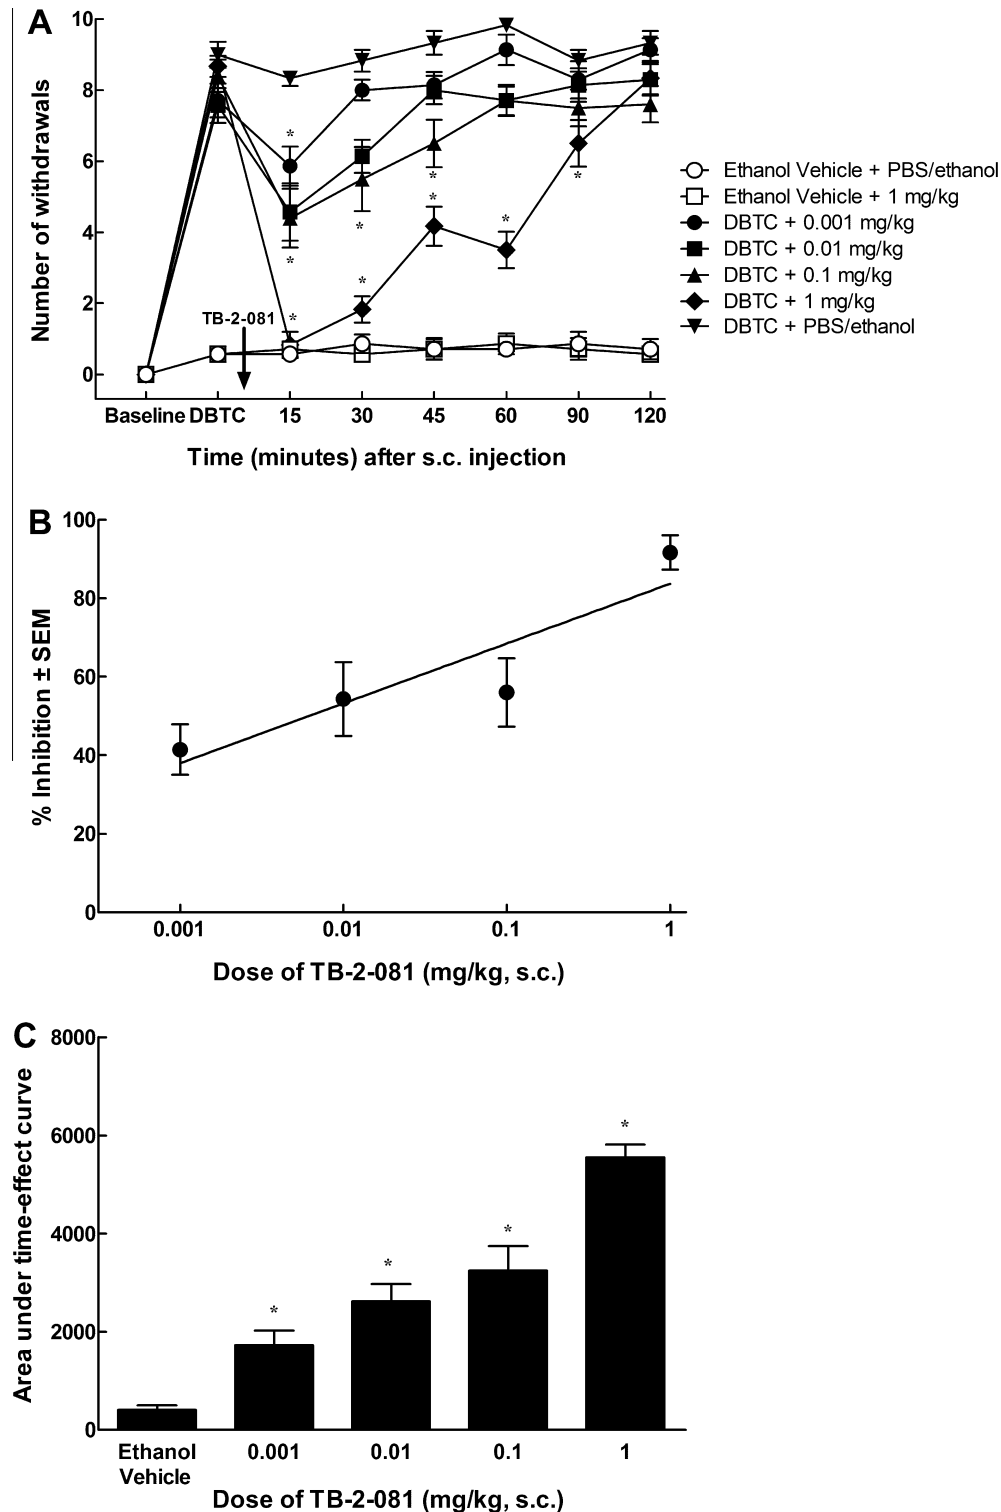 A
10
8
6
4
2
0
Number of withdrawals
*
*
*
*
*
*
*
*
*
TB-2-081
Baseline DBTC 15 30 45 60 90 120
Time (minutes) after s.c. injection
Ethanol Vehicle + PBS/ethanol
Ethanol Vehicle + 1 mg/kg
DBTC + 0.001 mg/kg
DBTC + 0.01 mg/kg
DBTC + 0.1 mg/kg
DBTC + 1 mg/kg
DBTC + PBS/ethanol
B
100
80
60
40
20
0
% Inhibition ± SEM
0.001 0.01 0.1 1
Dose of TB-2-081 (mg/kg, s.c.)
C
8000
6000
4000
2000
0
Area under time-effect curve
*
*
*
*
Ethanol Vehicle 0.001 0.01 0.1 1
Dose of TB-2-081 (mg/kg, s.c.)